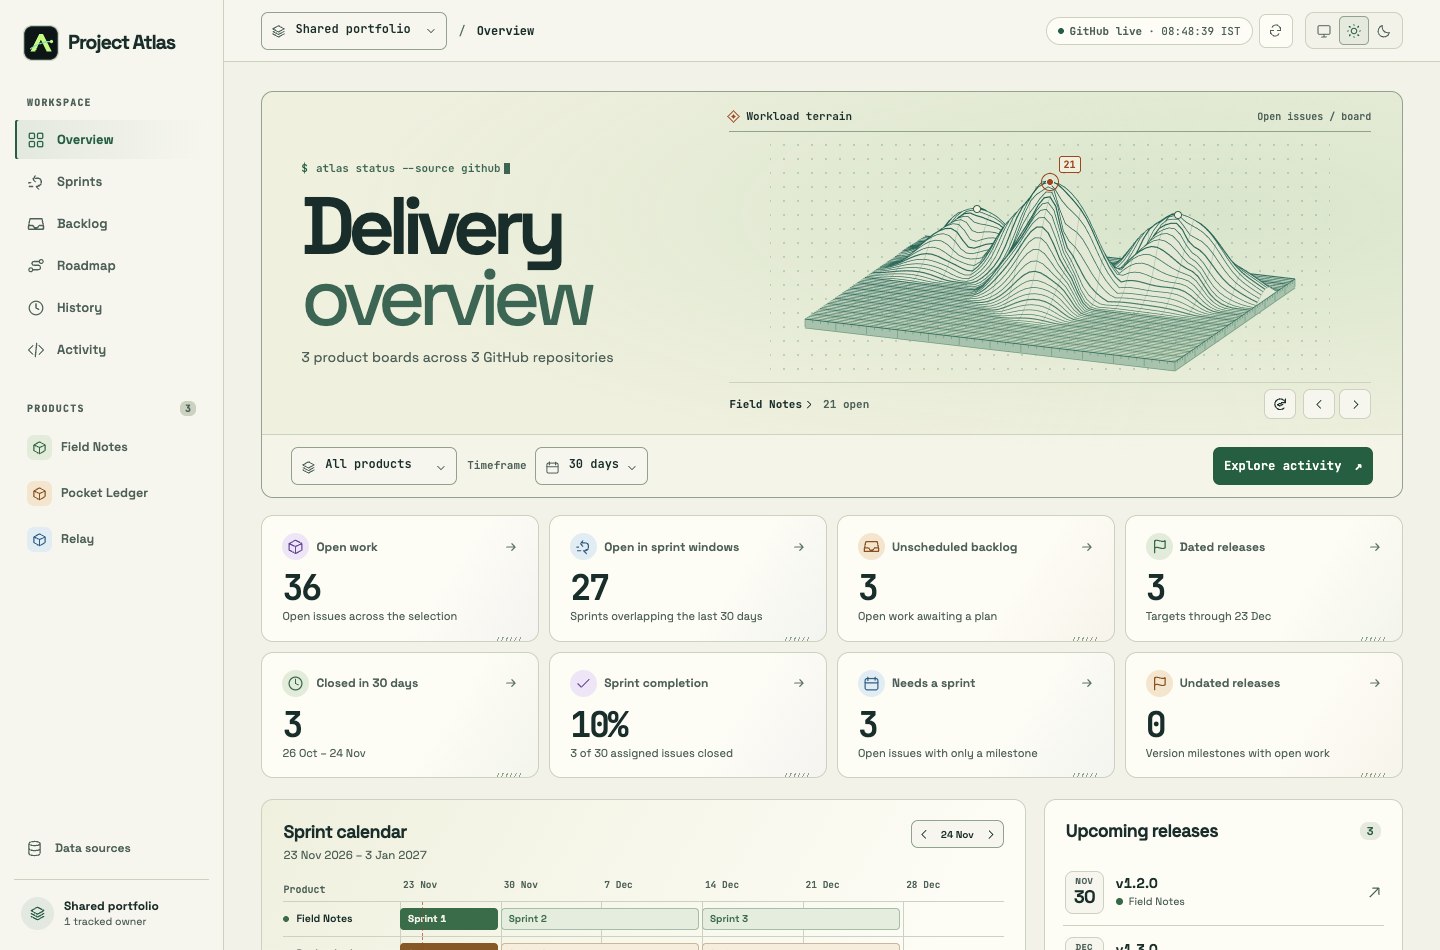 Project Atlas
WORKSPACE
Overview
Sprints
Backlog
Roadmap
History
Activity
PRODUCTS 3
Field Notes
Pocket Ledger
Relay
Data sources
Shared portfolio
1 tracked owner
Shared portfolio / Overview
GitHub live · 08:48:39 IST
$ atlas status --source github
Delivery
overview
3 product boards across 3 GitHub repositories
Workload terrain Open issues / board
21
Field Notes > 21 open
All products Timeframe 30 days Explore activity ↗
Open work →
36
Open issues across the selection
Open in sprint windows →
27
Sprints overlapping the last 30 days
Unscheduled backlog →
3
Open work awaiting a plan
Dated releases →
3
Targets through 23 Dec
Closed in 30 days →
3
26 Oct – 24 Nov
Sprint completion →
10%
3 of 30 assigned issues closed
Needs a sprint →
3
Open issues with only a milestone
Undated releases →
0
Version milestones with open work
Sprint calendar
23 Nov 2026 – 3 Jan 2027
24 Nov
Product 23 Nov 30 Nov 7 Dec 14 Dec 21 Dec 28 Dec
Field Notes Sprint 1 Sprint 2 Sprint 3
Upcoming releases 3
NOV
30
v1.2.0
Field Notes
DEC
v1.3.0